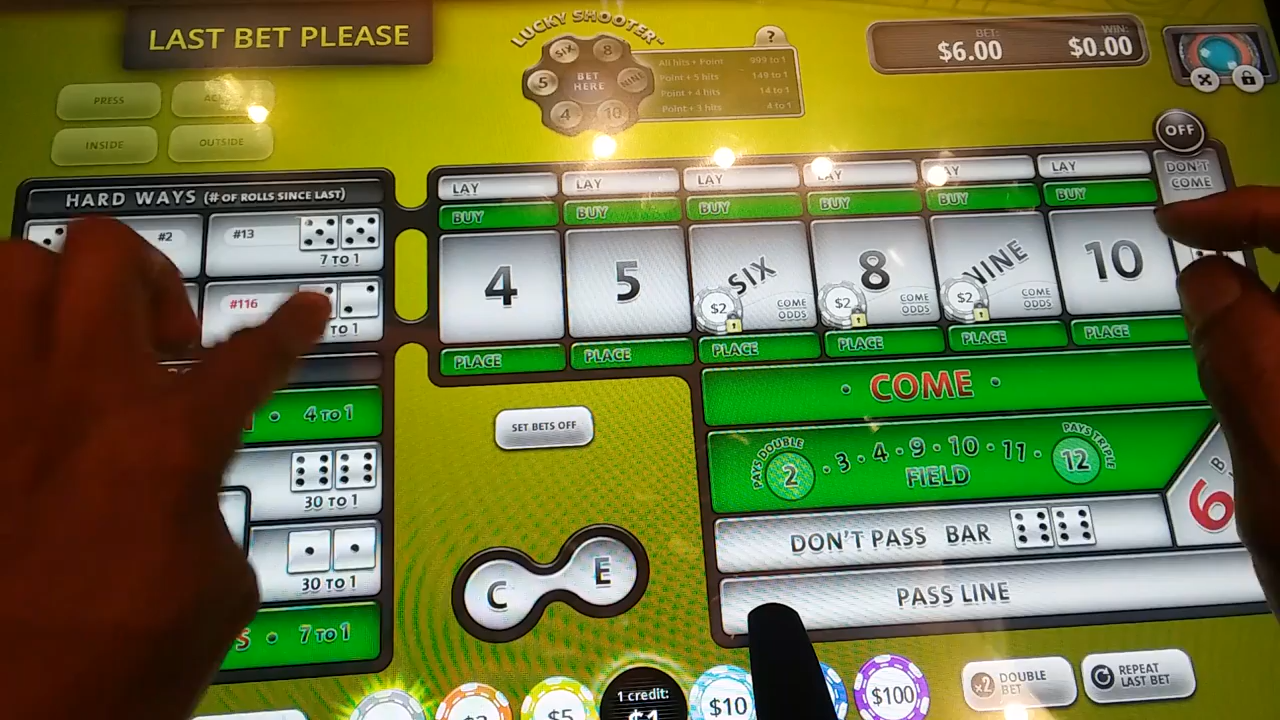 LAST BET PLEASE
LUCKY SHOOTER
SIX 8
5 BET HERE NINE
4 10
?
All hits + Point 999 to 1
Point + 5 hits 149 to 1
Point + 4 hits 14 to 1
Point + 3 hits 4 to 1
BET: WIN:
$6.00 $0.00
PRESS
INSIDE OUTSIDE
OFF
DON'T COME
HARD WAYS (# OF ROLLS SINCE LAST)
#2 #13
7 TO 1
#116
TO 1
LAY LAY LAY LAY LAY LAY
BUY BUY BUY BUY BUY BUY
4 5 SIX 8 NINE 10
$2 COME ODDS $2 COME ODDS $2 COME ODDS
PLACE PLACE PLACE PLACE PLACE PLACE
• 4 TO 1
30 TO 1
30 TO 1
S • 7 TO 1
SET BETS OFF
C E
• COME •
PAYS DOUBLE 2 • 3 • 4 • 9 • 10 • 11 • 12 PAYS TRIPLE
FIELD
B
6
DON'T PASS BAR
PASS LINE
$5
1 credit:
$1
$10
$100
x2 DOUBLE BET
REPEAT LAST BET